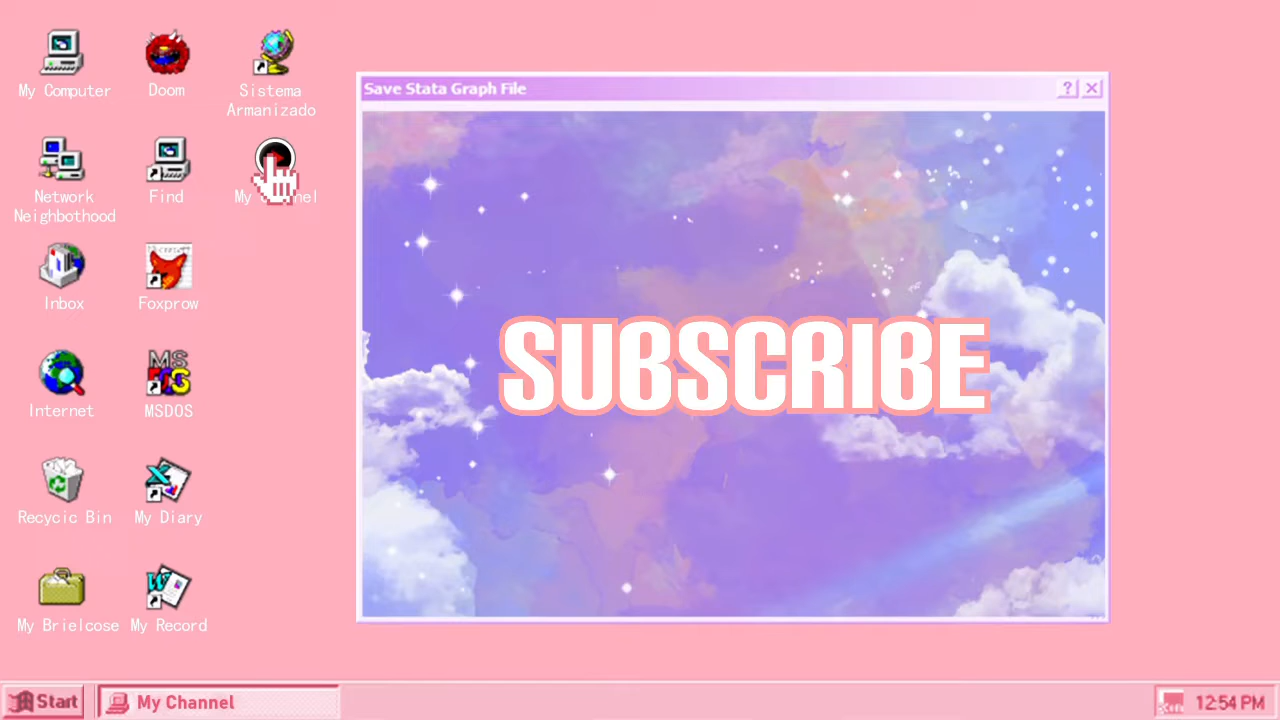 My Computer
Doom
Sistema
Armanizado
Network
Neighbothood
Find
Inbox
Foxprow
Internet
MSDOS
Recycic Bin
My Diary
My Brielcose
My Record
Save Stata Graph File
SUBSCRIBE
Start
My Channel
12:54 PM